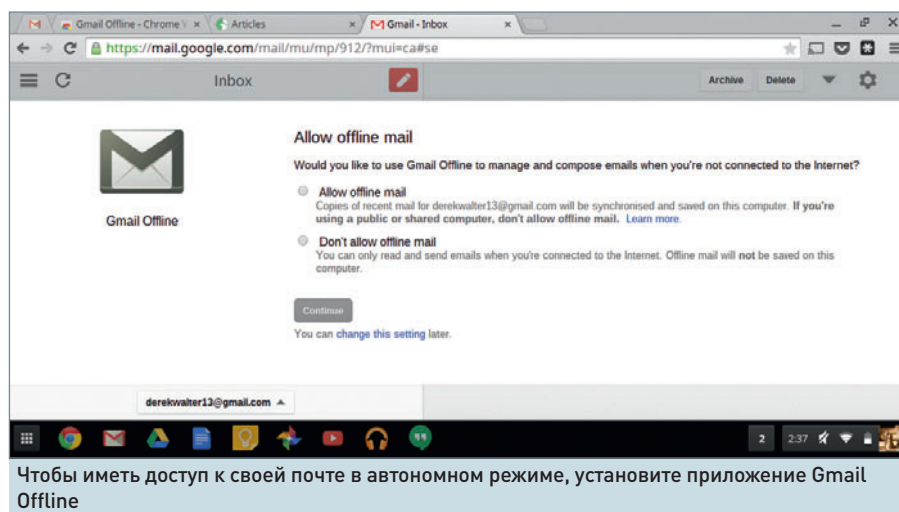 Gmail Offline - Chrome
Articles
Gmail - Inbox
https://mail.google.com/mail/mu/mp/912/?mui=ca#se
Inbox
Archive
Delete
Gmail Offline
Allow offline mail
Would you like to use Gmail Offline to manage and compose emails when you're not connected to the Internet?
Allow offline mail
Copies of recent mail for derekwalter13@gmail.com will be synchronised and saved on this computer. If you're
using a public or shared computer, don't allow offline mail. Learn more.
Don't allow offline mail
You can only read and send emails when you're connected to the Internet. Offline mail will not be saved on this
computer.
Continue
You can change this setting later.
derekwalter13@gmail.com
2
2:37
Чтобы иметь доступ к своей почте в автономном режиме, установите приложение Gmail
Offline